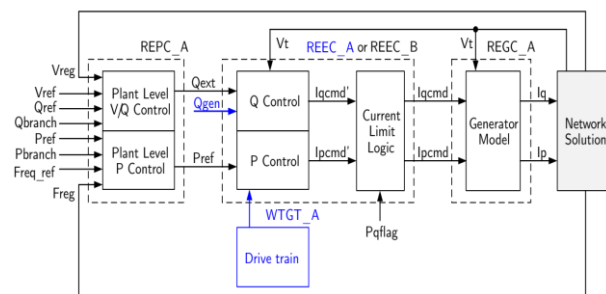 Vt
Vt
REPC_A
REEC_A or REEC_B
REGC_A
Vreg
Vref
Qref
Qbranch
Pref
Pbranch
Freq_ref
Freg
Plant Level
V/Q Control
Plant Level
P Control
Qext
Qgen
Pref
Q Control
P Control
Iqcmd'
Ipcmd'
Current
Limit
Logic
Iqcmd
Ipcmd
Generator
Model
Iq
Ip
Network
Solution
WTGT_A
Drive train
Pqflag